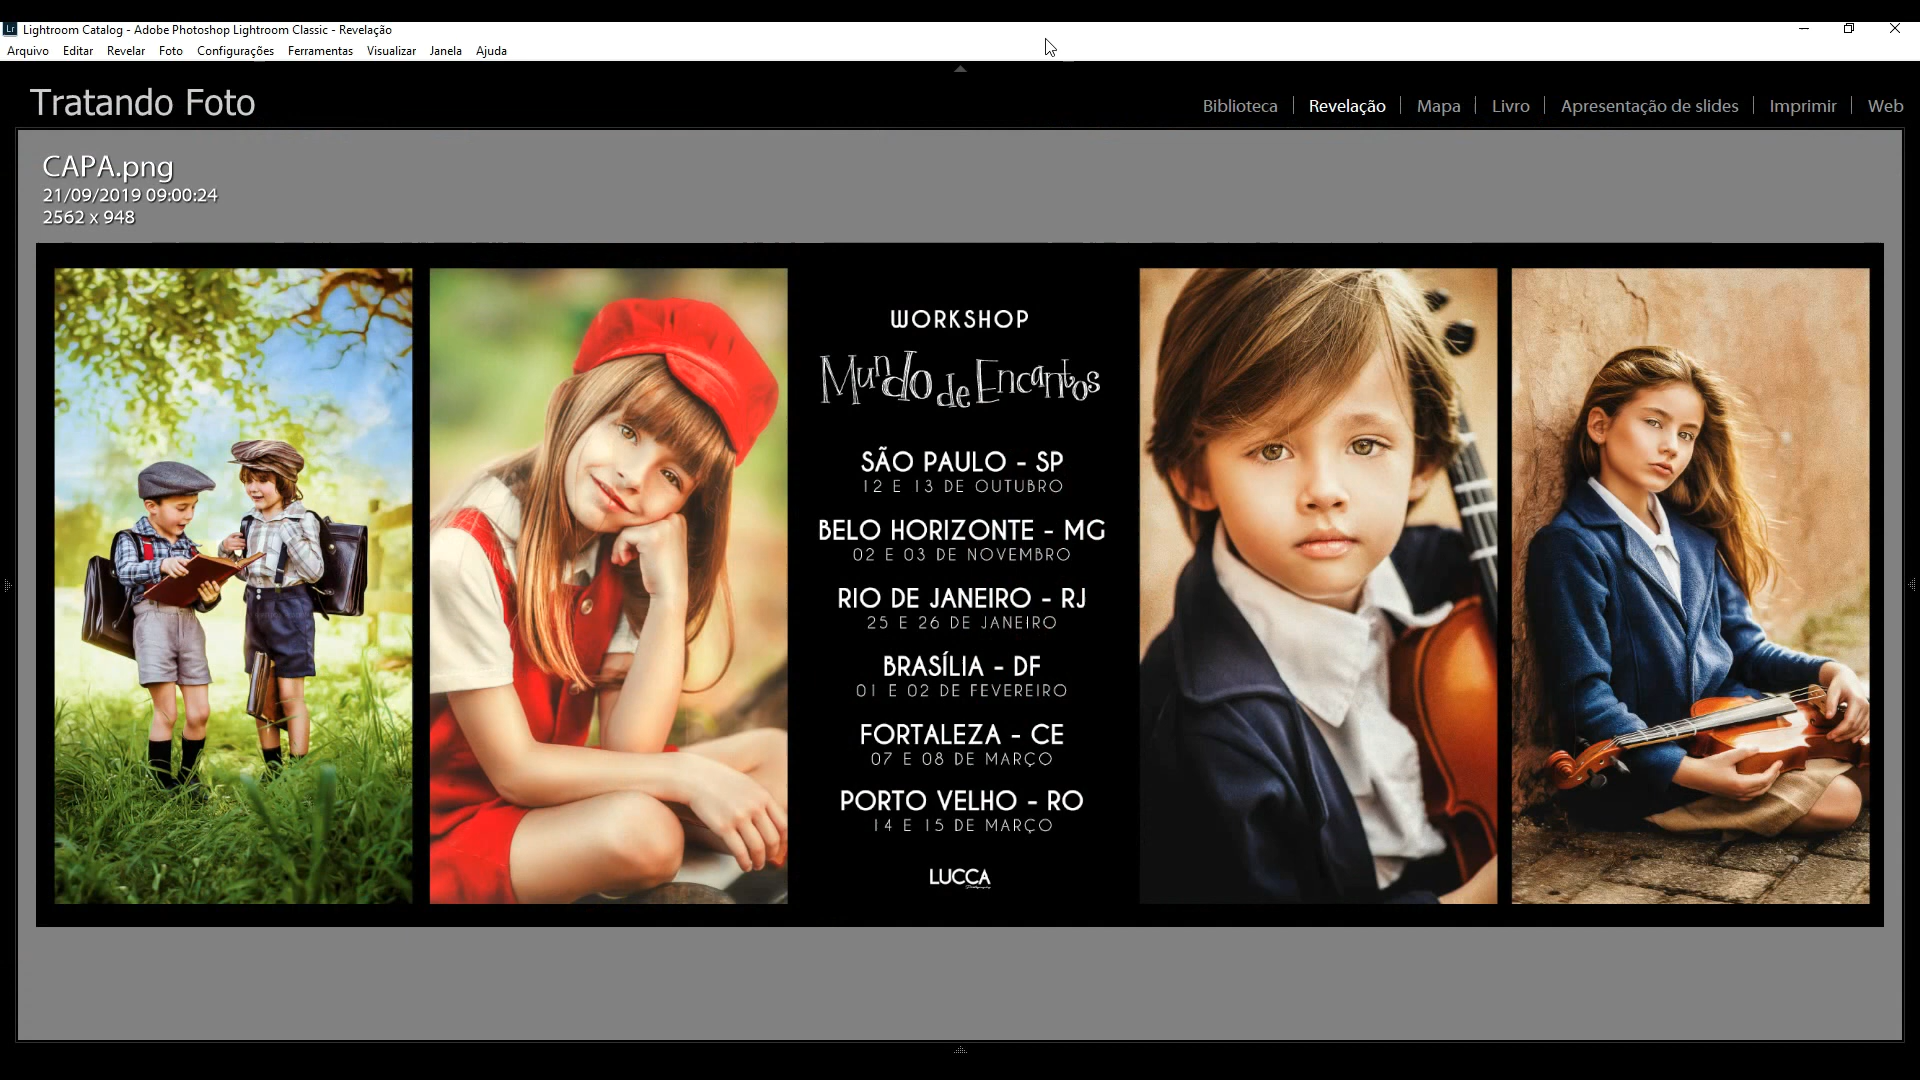 Lr Lightroom Catalog - Adobe Photoshop Lightroom Classic - Revelação
Arquivo Editar Revelar Foto Configurações Ferramentas Visualizar Janela Ajuda
Tratando Foto
Biblioteca | Revelação | Mapa | Livro | Apresentação de slides | Imprimir | Web
CAPA.png
21/09/2019 09:00:24
2562 x 948
WORKSHOP
Mundo de Encantos
SÃO PAULO - SP
12 E 13 DE OUTUBRO
BELO HORIZONTE - MG
02 E 03 DE NOVEMBRO
RIO DE JANEIRO - RJ
25 E 26 DE JANEIRO
BRASÍLIA - DF
01 E 02 DE FEVEREIRO
FORTALEZA - CE
07 E 08 DE MARÇO
PORTO VELHO - RO
14 E 15 DE MARÇO
LUCCA